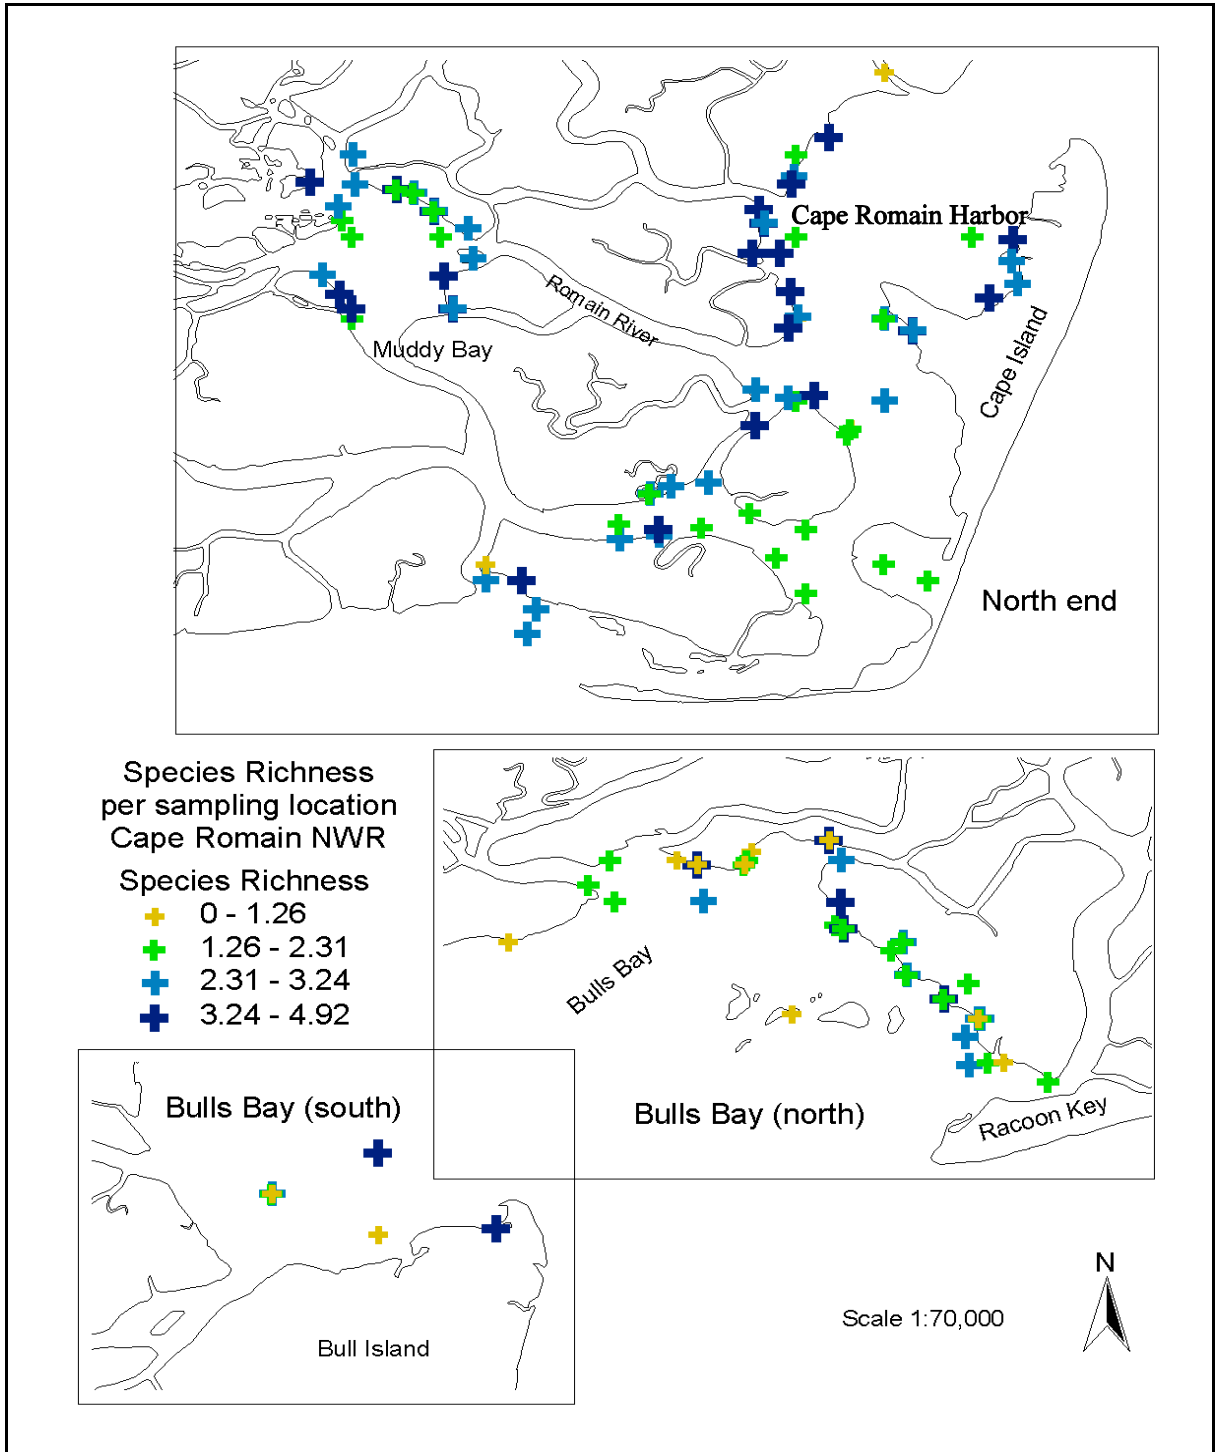 Cape Romain Harbor
Romain River
Muddy Bay
Cape Island
North end
Species Richness
per sampling location
Cape Romain NWR
Species Richness
0 - 1.26
1.26 - 2.31
2.31 - 3.24
3.24 - 4.92
Bulls Bay
Bulls Bay (north)
Racoon Key
Bulls Bay (south)
Bull Island
Scale 1:70,000
N